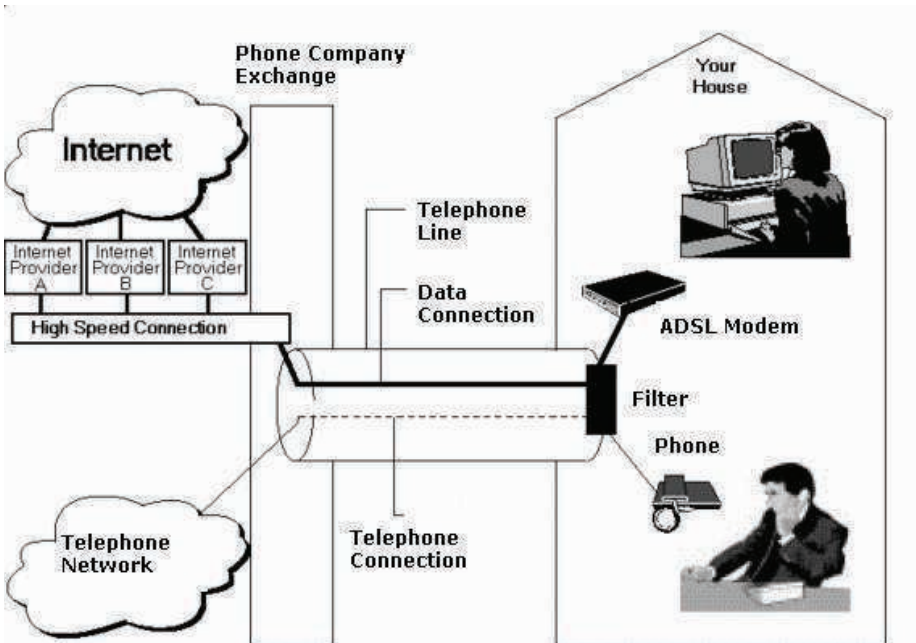 Phone Company
Exchange
Your
House
Internet
Telephone
Line
Internet
Provider
A
Internet
Provider
B
Internet
Provider
C
Data
Connection
High Speed Connection
ADSL Modem
Filter
Phone
Telephone
Network
Telephone
Connection